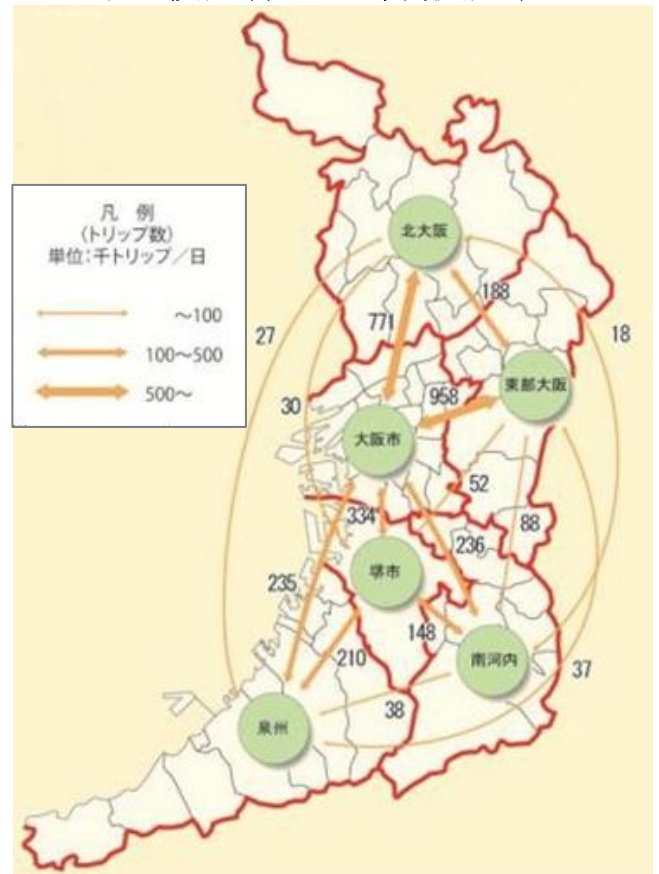 凡 例
(トリップ数)
単位:千トリップ/日
~100
100~500
500~
北大阪
188
771
27
18
東部大阪
958
30
大阪市
52
334
88
236
堺市
235
148
210
南河内
37
38
泉州